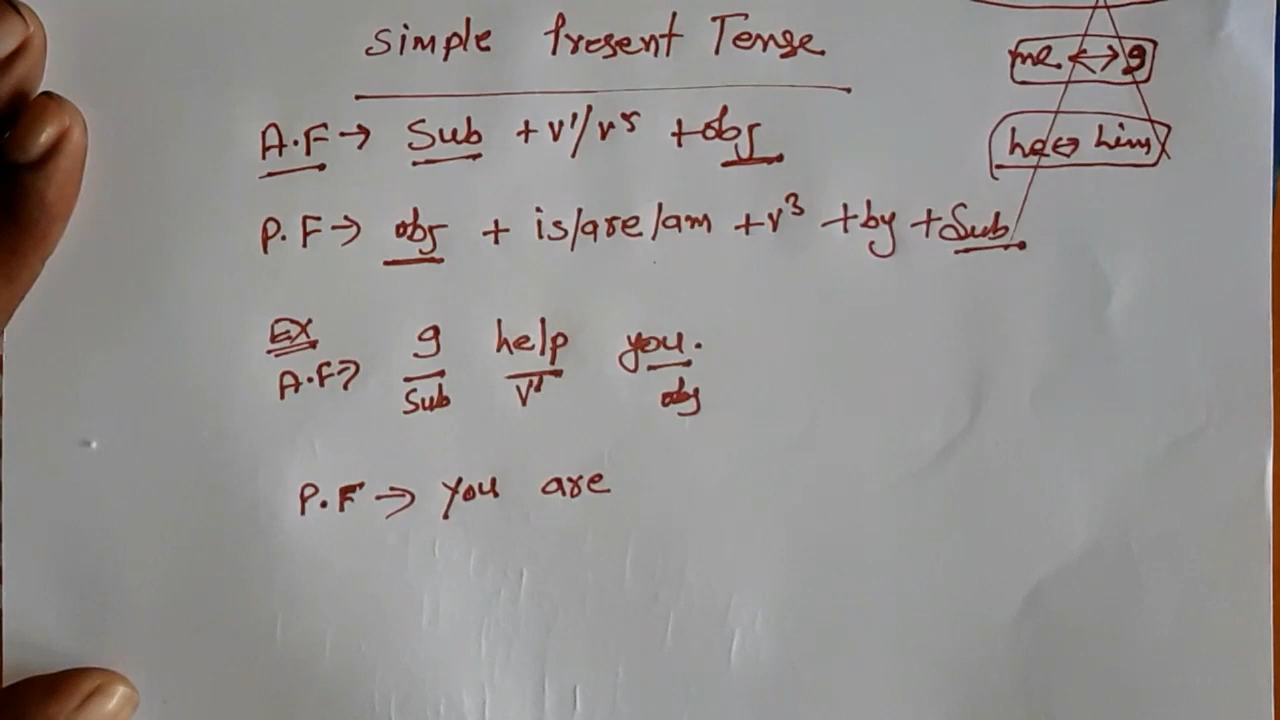 Simple Present Tense
me ↔ I
A.F → Sub + v¹/v⁵ + obj
he ↔ him
P.F → obj + is/are/am + v³ + by + Sub.
EX
A.F → I help you.
Sub V¹ obj
P.F → you are